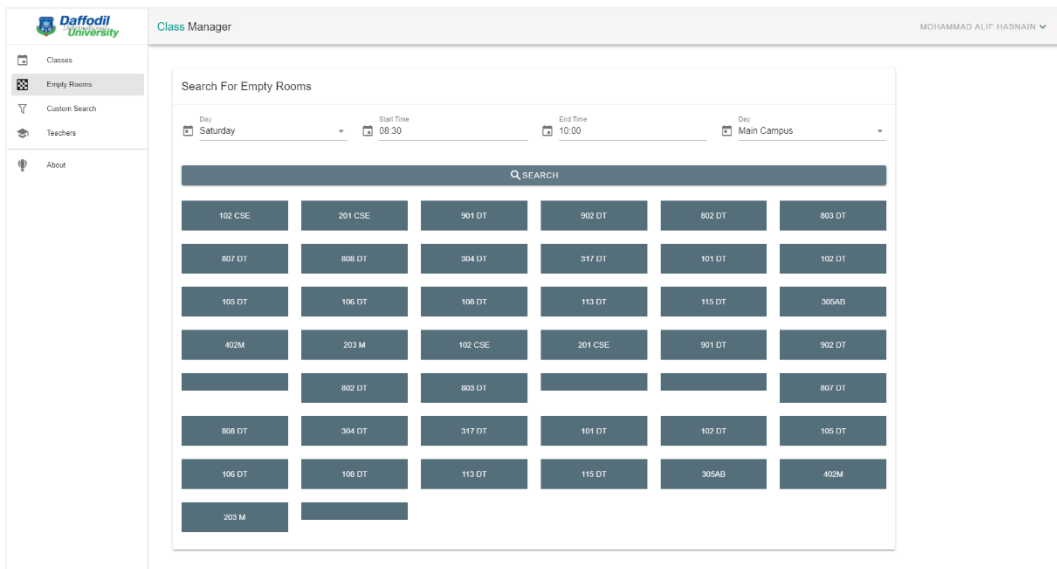 Daffodil
International
University
Class Manager
MOHAMMAD ALIF HASNAIN
Classes
Empty Rooms
Custom Search
Teachers
About
Search For Empty Rooms
Day
Saturday
Start Time
08:30
End Time
10:00
Day
Main Campus
SEARCH
102 CSE 201 CSE 901 DT 902 DT 802 DT 803 DT
807 DT 808 DT 304 DT 317 DT 101 DT 102 DT
105 DT 106 DT 108 DT 113 DT 115 DT 305AB
402M 203 M 102 CSE 201 CSE 901 DT 902 DT
802 DT 803 DT 807 DT
808 DT 304 DT 317 DT 101 DT 102 DT 105 DT
106 DT 108 DT 113 DT 115 DT 305AB 402M
203 M